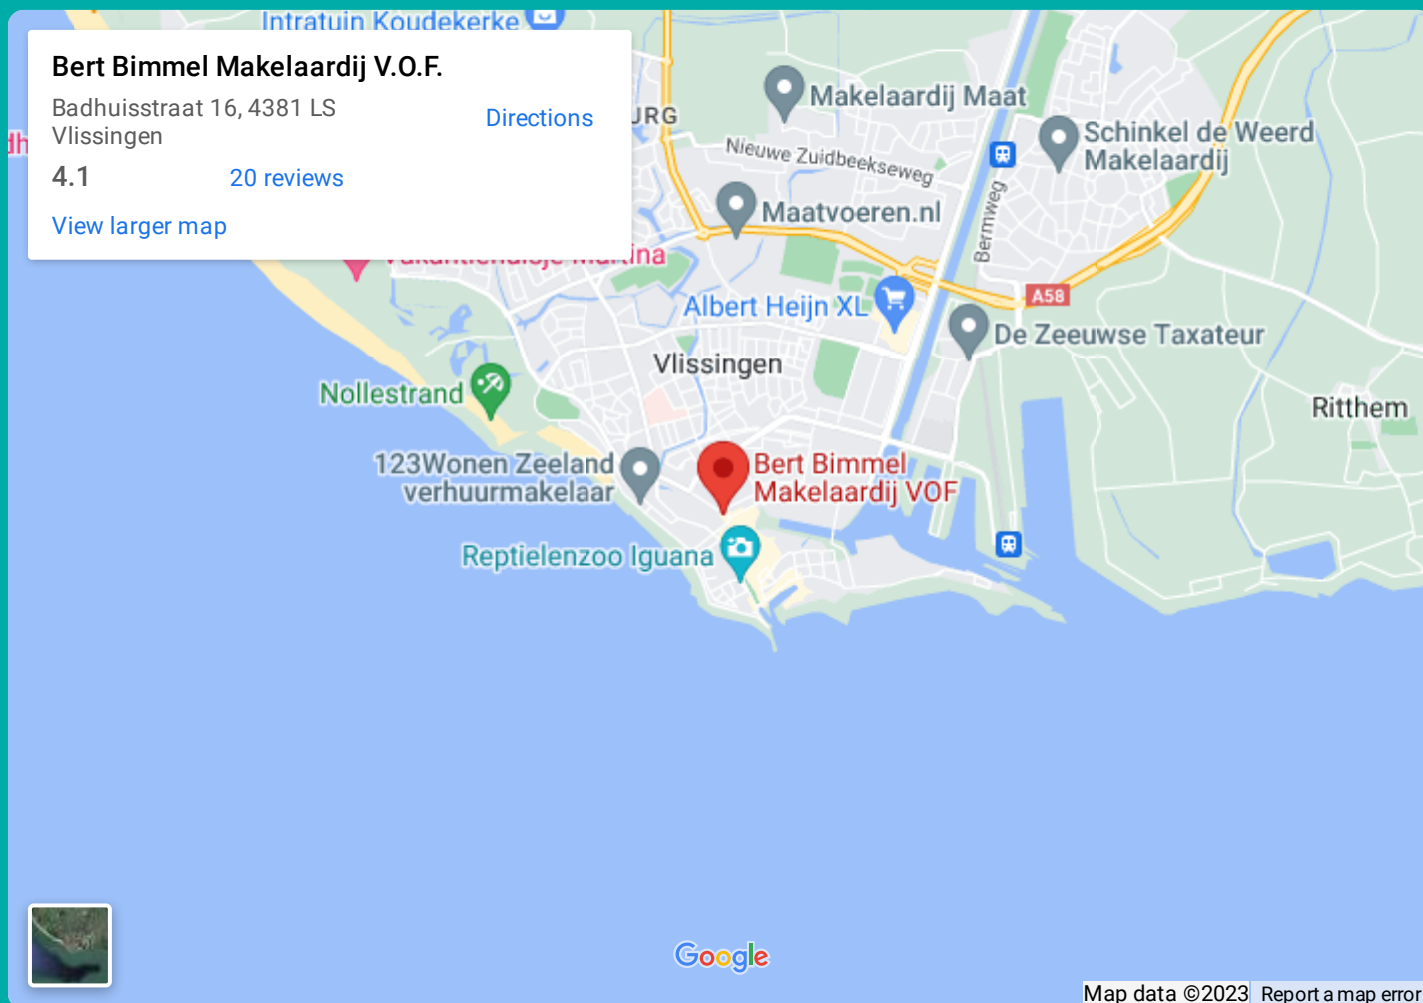 Intratuin Koudekerke
Bert Bimmel Makelaardij V.O.F.
Badhuisstraat 16, 4381 LS
Vlissingen
Directions
4.1
20 reviews
View larger map
Makelaardij Maat
Schinkel de Weerd
Makelaardij
Nieuwe Zuidbeekseweg
Bermweg
Maatvoeren.nl
A58
Albert Heijn XL
De Zeeuwse Taxateur
Vlissingen
Nollestrand
Ritthem
123Wonen Zeeland
verhuurmakelaar
Bert Bimmel
Makelaardij VOF
Reptielenzoo Iguana
Google
Map data ©2023
Report a map error